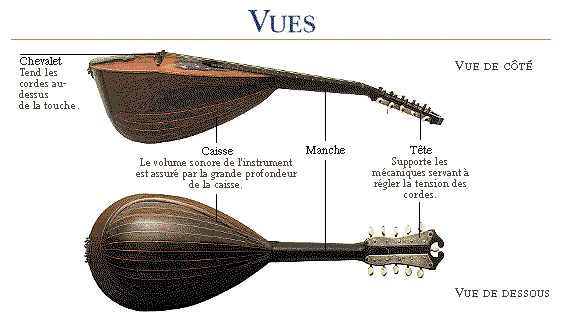 VUES
Chevalet
Tend les
cordes au-
dessus
de la touche.
VUE DE CÔTÉ
Caisse
Le volume sonore de l'instrument
est assuré par la grande profondeur
de la caisse.
Manche
Tête
Supporte les
mécaniques servant à
régler la tension des
cordes.
VUE DE DESSOUS